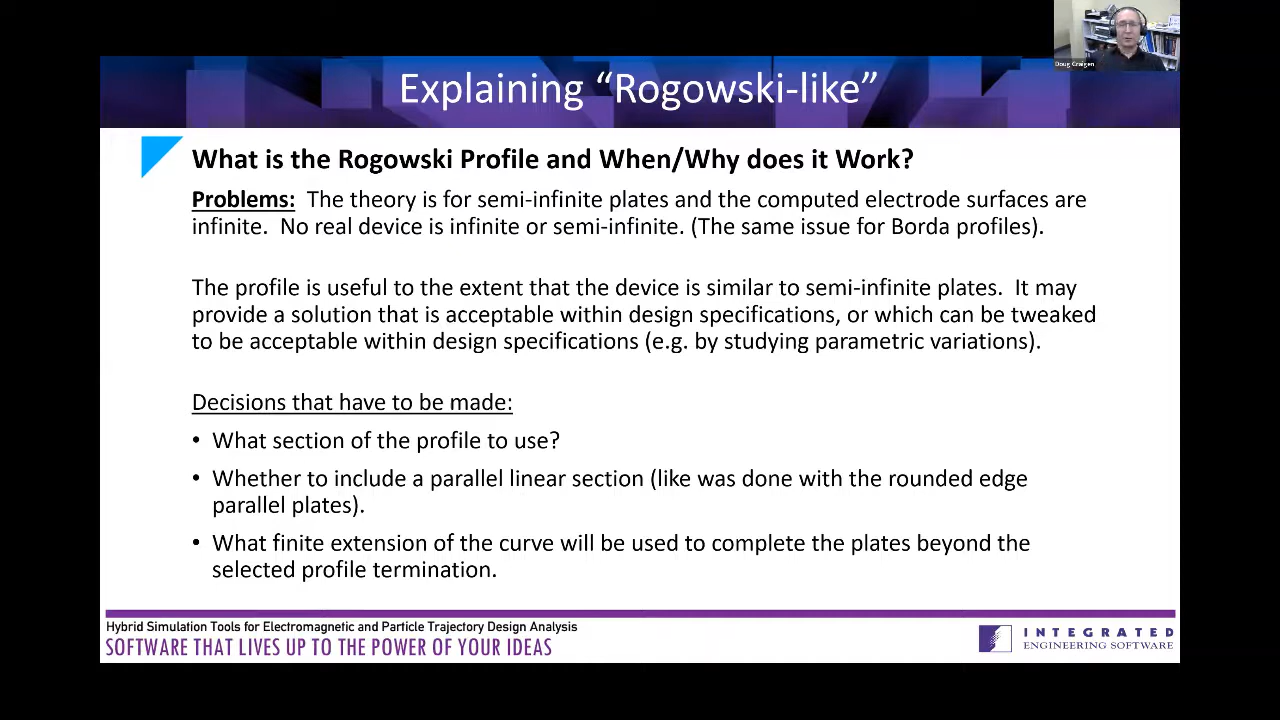 Doug Craigen
Explaining “Rogowski-like”
What is the Rogowski Profile and When/Why does it Work?
Problems: The theory is for semi-infinite plates and the computed electrode surfaces are
infinite. No real device is infinite or semi-infinite. (The same issue for Borda profiles).
The profile is useful to the extent that the device is similar to semi-infinite plates. It may
provide a solution that is acceptable within design specifications, or which can be tweaked
to be acceptable within design specifications (e.g. by studying parametric variations).
Decisions that have to be made:
• What section of the profile to use?
• Whether to include a parallel linear section (like was done with the rounded edge
parallel plates).
• What finite extension of the curve will be used to complete the plates beyond the
selected profile termination.
Hybrid Simulation Tools for Electromagnetic and Particle Trajectory Design Analysis
SOFTWARE THAT LIVES UP TO THE POWER OF YOUR IDEAS
INTEGRATED
ENGINEERING SOFTWARE